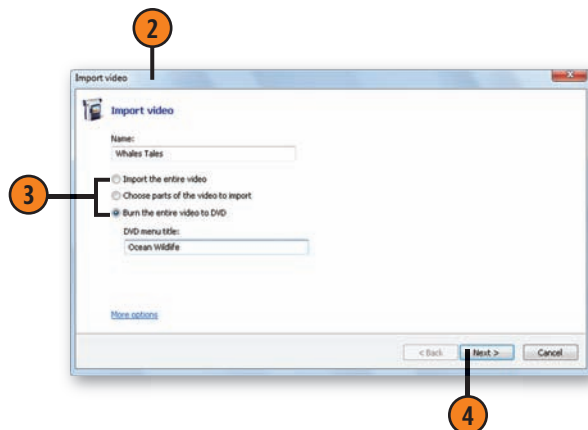 2
Import video
Import video
Name:
Whales Tales
3
Import the entire video
Choose parts of the video to import
Burn the entire video to DVD
DVD menu title:
Ocean Wildlife
More options
< Back
Next >
Cancel
4